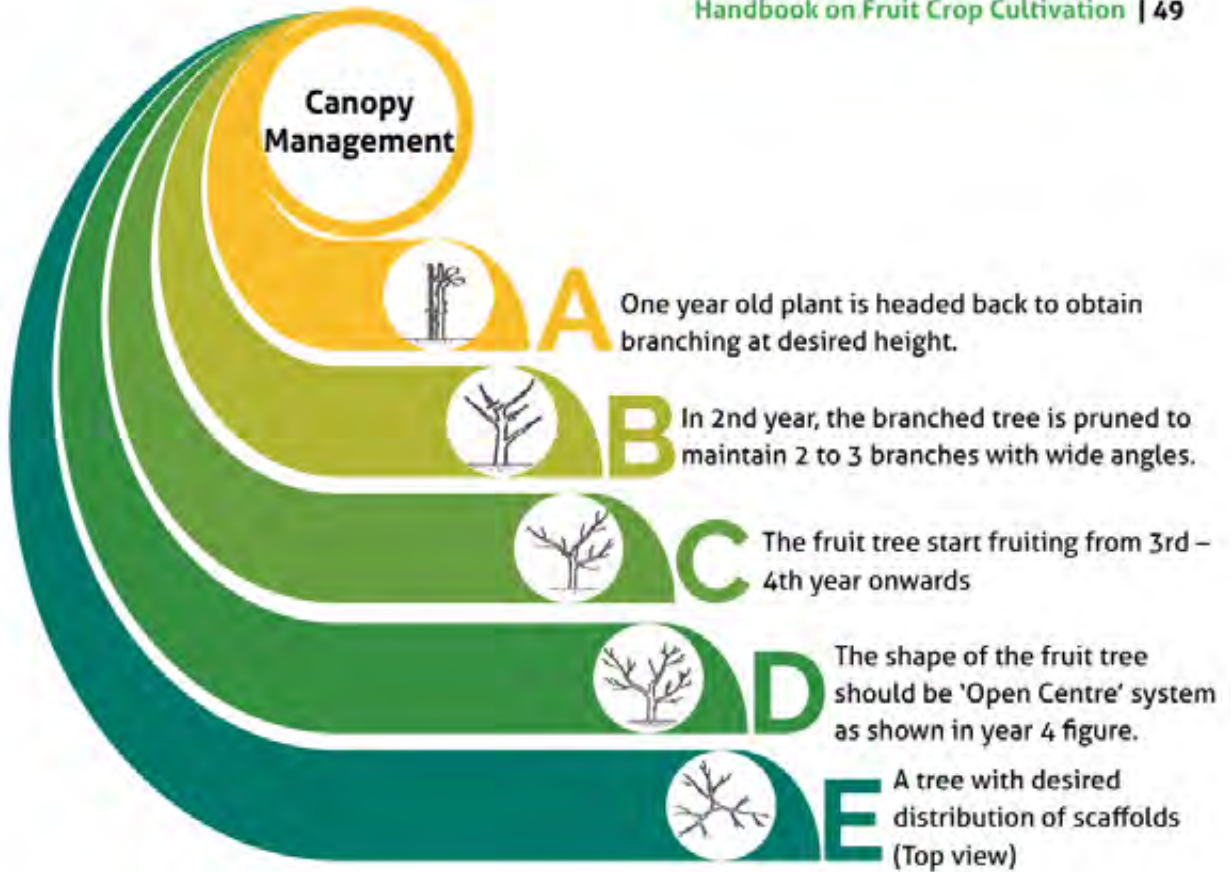 Handbook on Fruit Crop Cultivation | 49
Canopy
Management
A
One year old plant is headed back to obtain
branching at desired height.
B
In 2nd year, the branched tree is pruned to
maintain 2 to 3 branches with wide angles.
C
The fruit tree start fruiting from 3rd –
4th year onwards
D
The shape of the fruit tree
should be ‘Open Centre’ system
as shown in year 4 figure.
E
A tree with desired
distribution of scaffolds
(Top view)